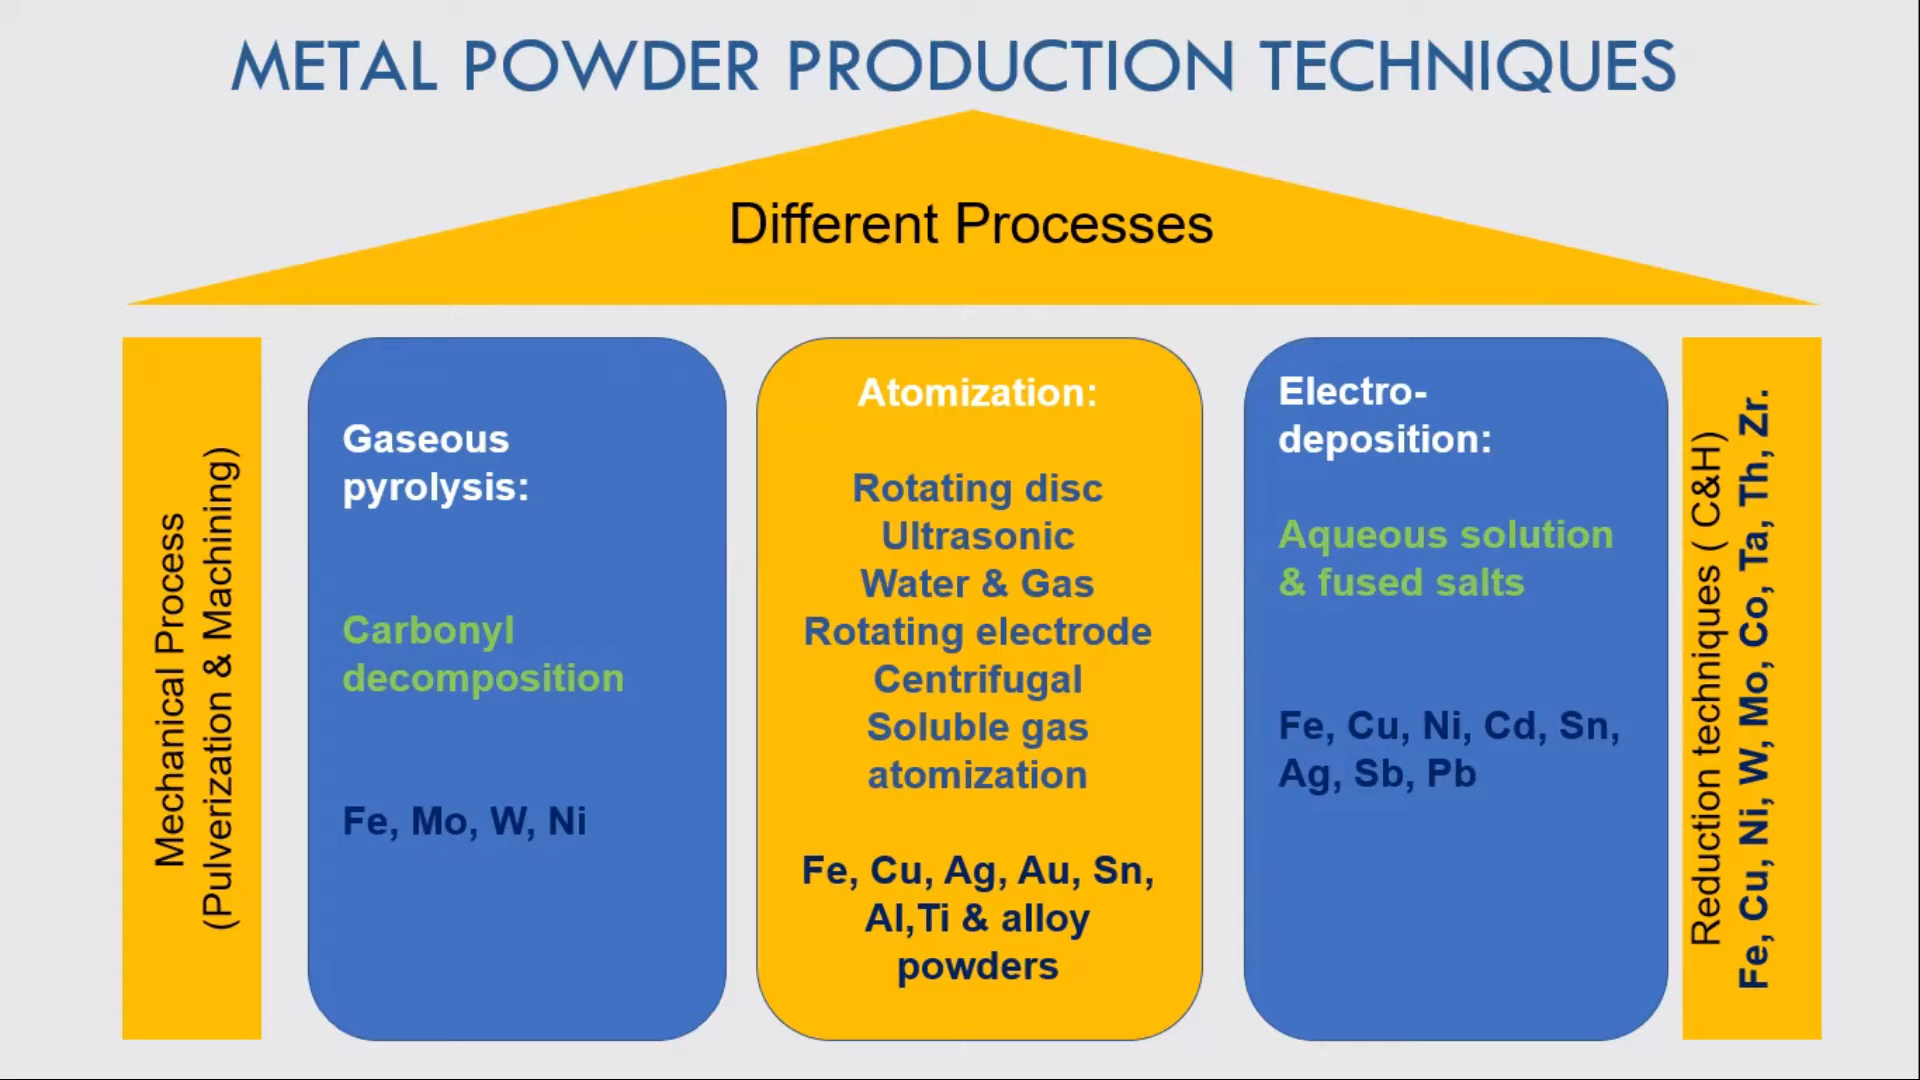 METAL POWDER PRODUCTION TECHNIQUES
Different Processes
Mechanical Process
(Pulverization & Machining)
Gaseous
pyrolysis:
Carbonyl
decomposition
Fe, Mo, W, Ni
Atomization:
Rotating disc
Ultrasonic
Water & Gas
Rotating electrode
Centrifugal
Soluble gas
atomization
Fe, Cu, Ag, Au, Sn,
Al,Ti & alloy
powders
Electro-
deposition:
Aqueous solution
& fused salts
Fe, Cu, Ni, Cd, Sn,
Ag, Sb, Pb
Reduction techniques ( C&H)
Fe, Cu, Ni, W, Mo, Co, Ta, Th, Zr.